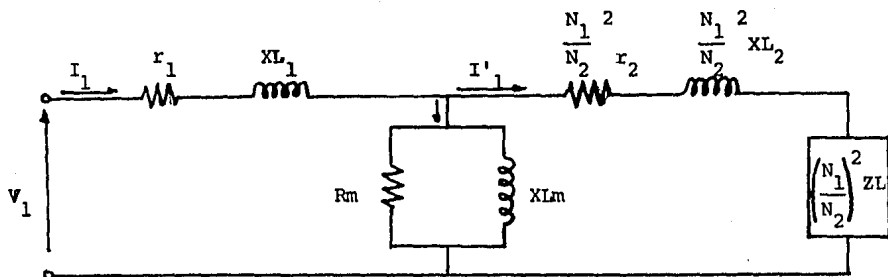 I₁
r₁
XL₁
I'₁
N₁ ²
N₂
r₂
N₁ ²
N₂
XL₂
V₁
Rm
XLm
(N₁
N₂)² ZL